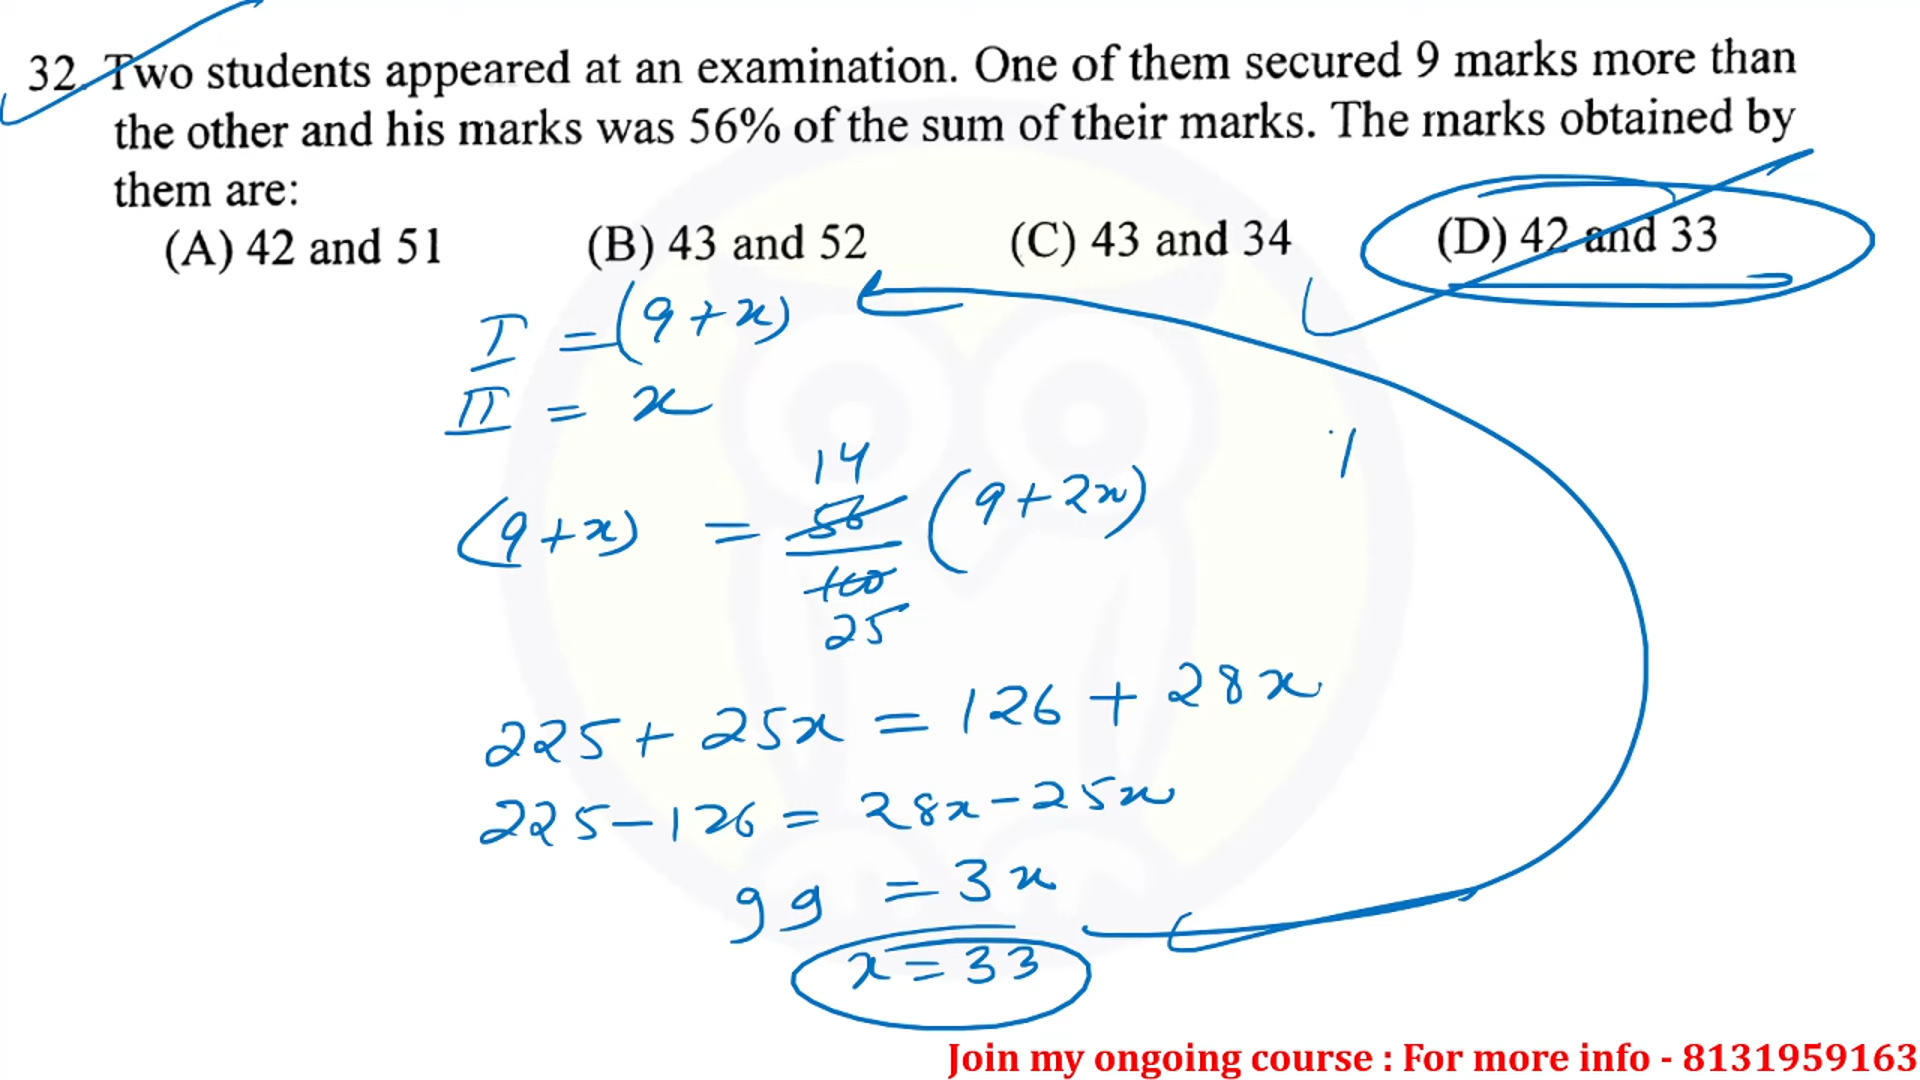 32. Two students appeared at an examination. One of them secured 9 marks more than
the other and his marks was 56% of the sum of their marks. The marks obtained by
them are:
(A) 42 and 51 (B) 43 and 52 (C) 43 and 34 (D) 42 and 33
I = (9+x)
II = x
14
(9+x) = 56 (9+2x)
100
25
225 + 25x = 126 + 28x
225 - 126 = 28x - 25x
99 = 3x
x = 33
Join my ongoing course : For more info - 8131959163